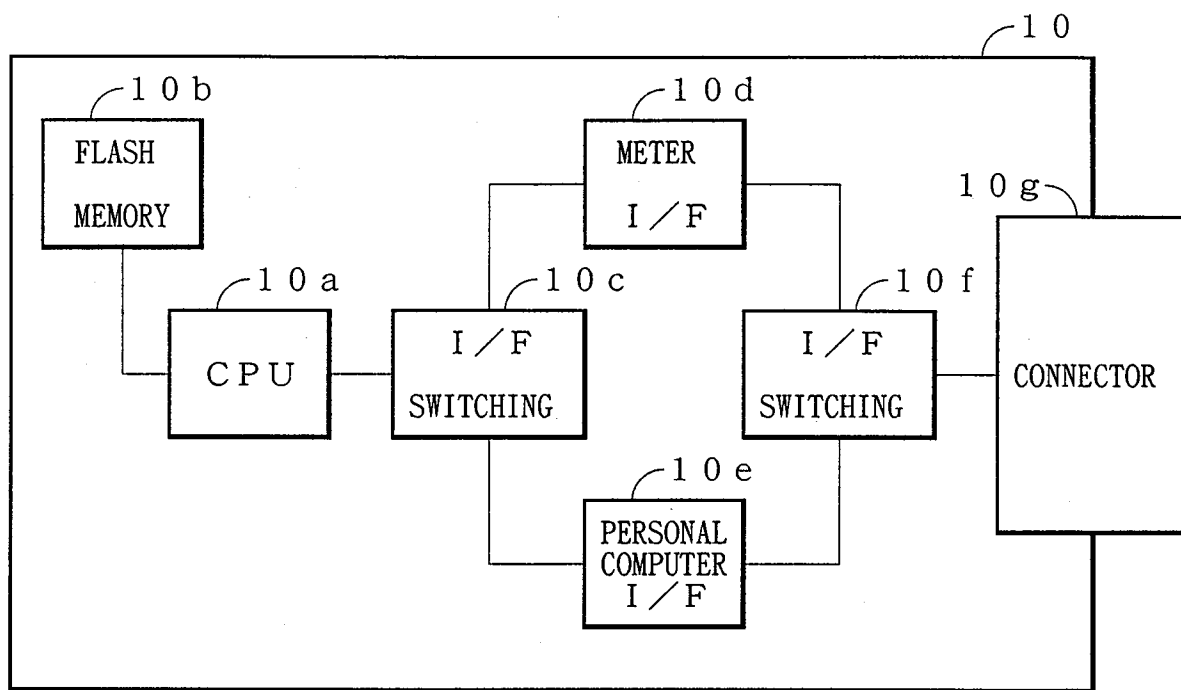 10
10b
10d
FLASH
MEMORY
METER
I/F
10g
10a
10c
10f
CPU
I/F
SWITCHING
I/F
SWITCHING
CONNECTOR
10e
PERSONAL
COMPUTER
I/F